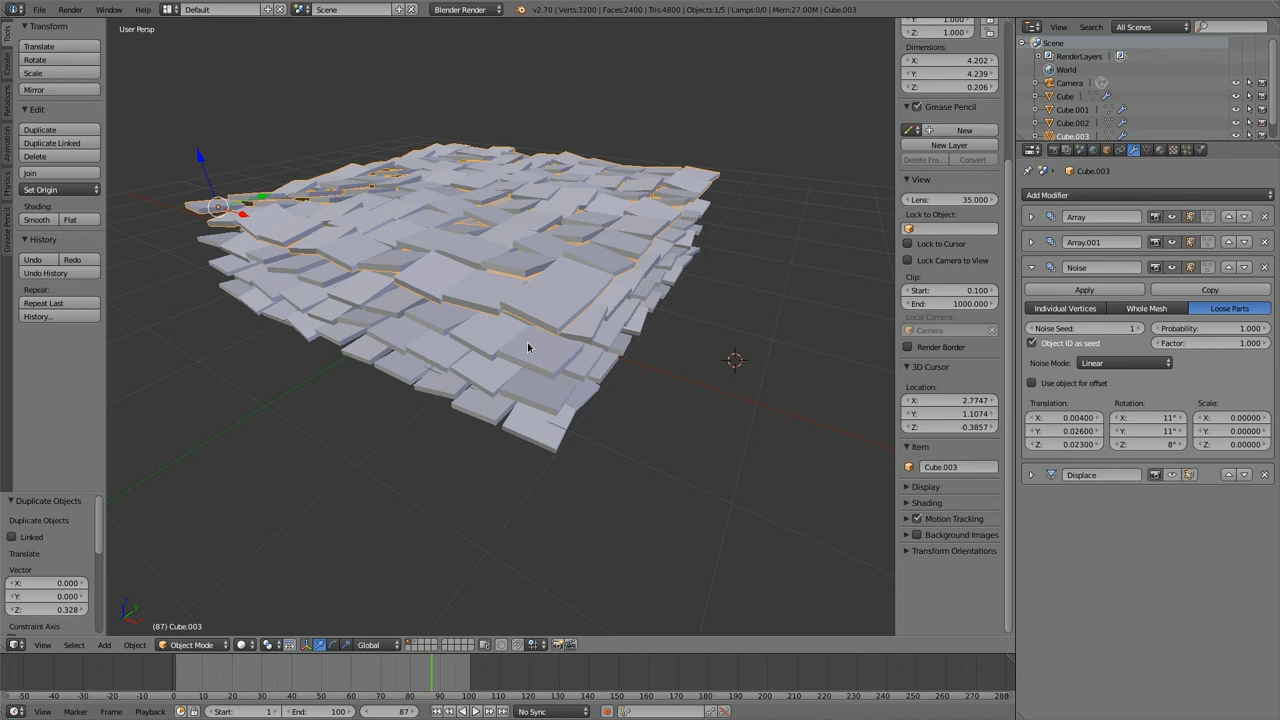 File Render Window Help Default Scene Blender Render v2.70 | Verts:3200 | Faces:2400 | Tris:4800 | Objects:1/5 | Lamps:0/0 | Mem:27.00M | Cube.003
Tools
Create
Relations
Animation
Physics
Grease Pencil
Transform
Translate
Rotate
Scale
Mirror
Edit
Duplicate
Duplicate Linked
Delete
Join
Set Origin
Shading:
Smooth Flat
History
Undo Redo
Undo History
Repeat:
Repeat Last
History...
Duplicate Objects
Duplicate Objects
Linked
Translate
Vector
X: 0.000
Y: 0.000
Z: 0.328
Constraint Axis
User Persp
(87) Cube.003
Y: 1.000
Z: 1.000
Dimensions:
X: 4.202
Y: 4.239
Z: 0.206
Grease Pencil
New
New Layer
Delete Fra... Convert
View
Lens: 35.000
Lock to Object:
Lock to Cursor
Lock Camera to View
Clip:
Start: 0.100
End: 1000.000
Local Camera:
Camera
Render Border
3D Cursor
Location:
X: 2.7747
Y: 1.1074
Z: -0.3857
Item
Cube.003
Display
Shading
Motion Tracking
Background Images
Transform Orientations
View Search All Scenes
Scene
RenderLayers
World
Camera
Cube
Cube.001
Cube.002
Cube.003
Cube.003
Add Modifier
Array
Array.001
Noise
Apply Copy
Individual Vertices Whole Mesh Loose Parts
Noise Seed: 1 Probability: 1.000
Object ID as seed Factor: 1.000
Noise Mode: Linear
Use object for offset
Translation: Rotation: Scale:
X: 0.00400 X: 11° X: 0.00000
Y: 0.02600 Y: 11° Y: 0.00000
Z: 0.02300 Z: 8° Z: 0.00000
Displace
View Select Add Object Object Mode Global
-50 -40 -30 -20 -10 0 10 20 30 40 50 60 70 80 90 100 110 120 130 140 150 160 170 180 190 200 210 220 230 240 250 260 270 280
View Marker Frame Playback Start: 1 End: 100 87 No Sync